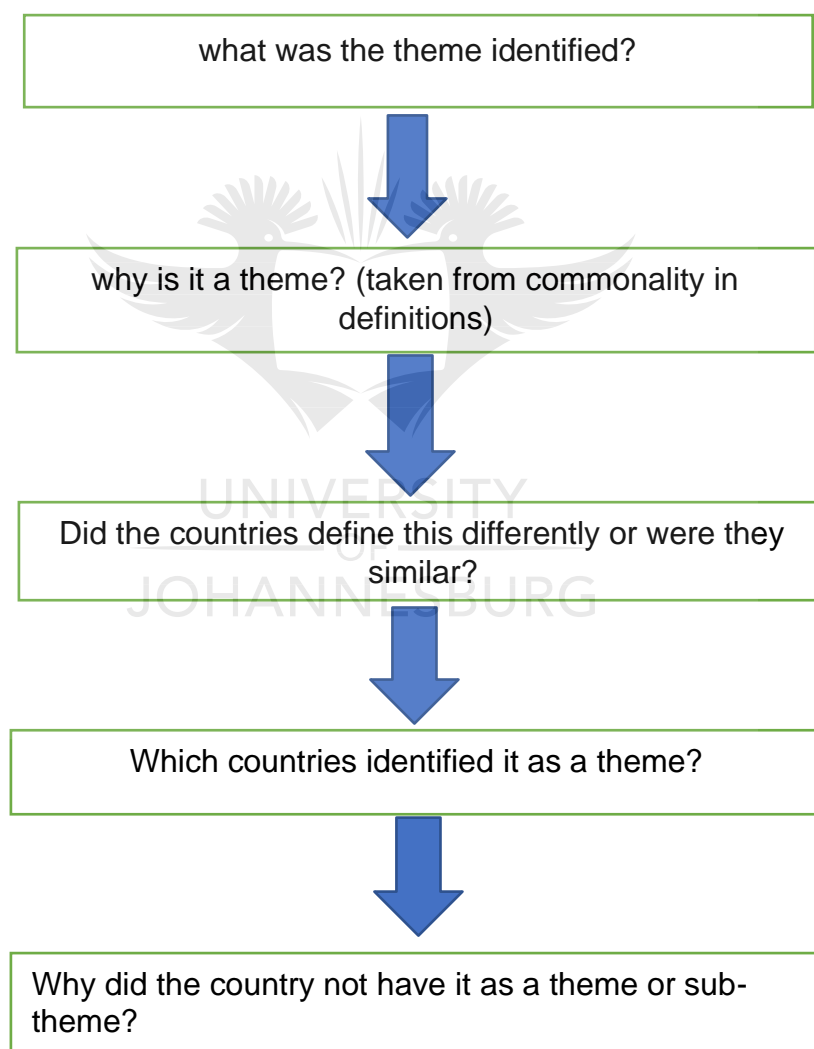 what was the theme identified?
why is it a theme? (taken from commonality in
definitions)
UNIVERSITY
Did the countries define this differently or were they
OF
similar?
JOHANNESBURG
Which countries identified it as a theme?
Why did the country not have it as a theme or sub-
theme?